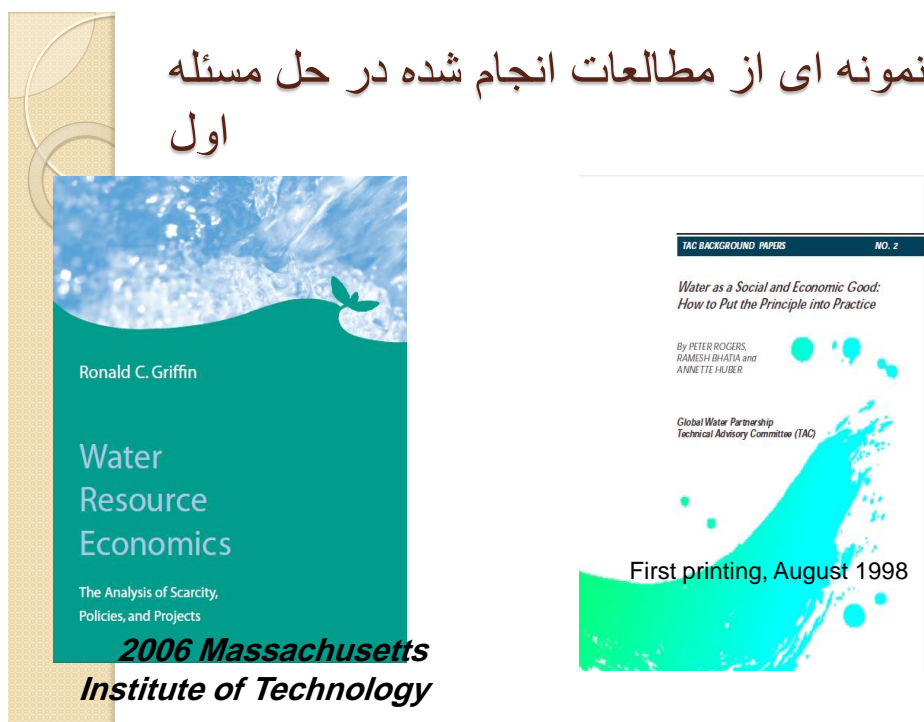 نمونه ای از مطالعات انجام شده در حل مسئله
اول
Ronald C. Griffin
Water
Resource
Economics
The Analysis of Scarcity,
Policies, and Projects
2006 Massachusetts
Institute of Technology
TAC BACKGROUND PAPERS NO. 2
Water as a Social and Economic Good:
How to Put the Principle into Practice
By PETER ROGERS,
RAMESH BHATIA and
ANNETTE HUBER
Global Water Partnership
Technical Advisory Committee (TAC)
First printing, August 1998